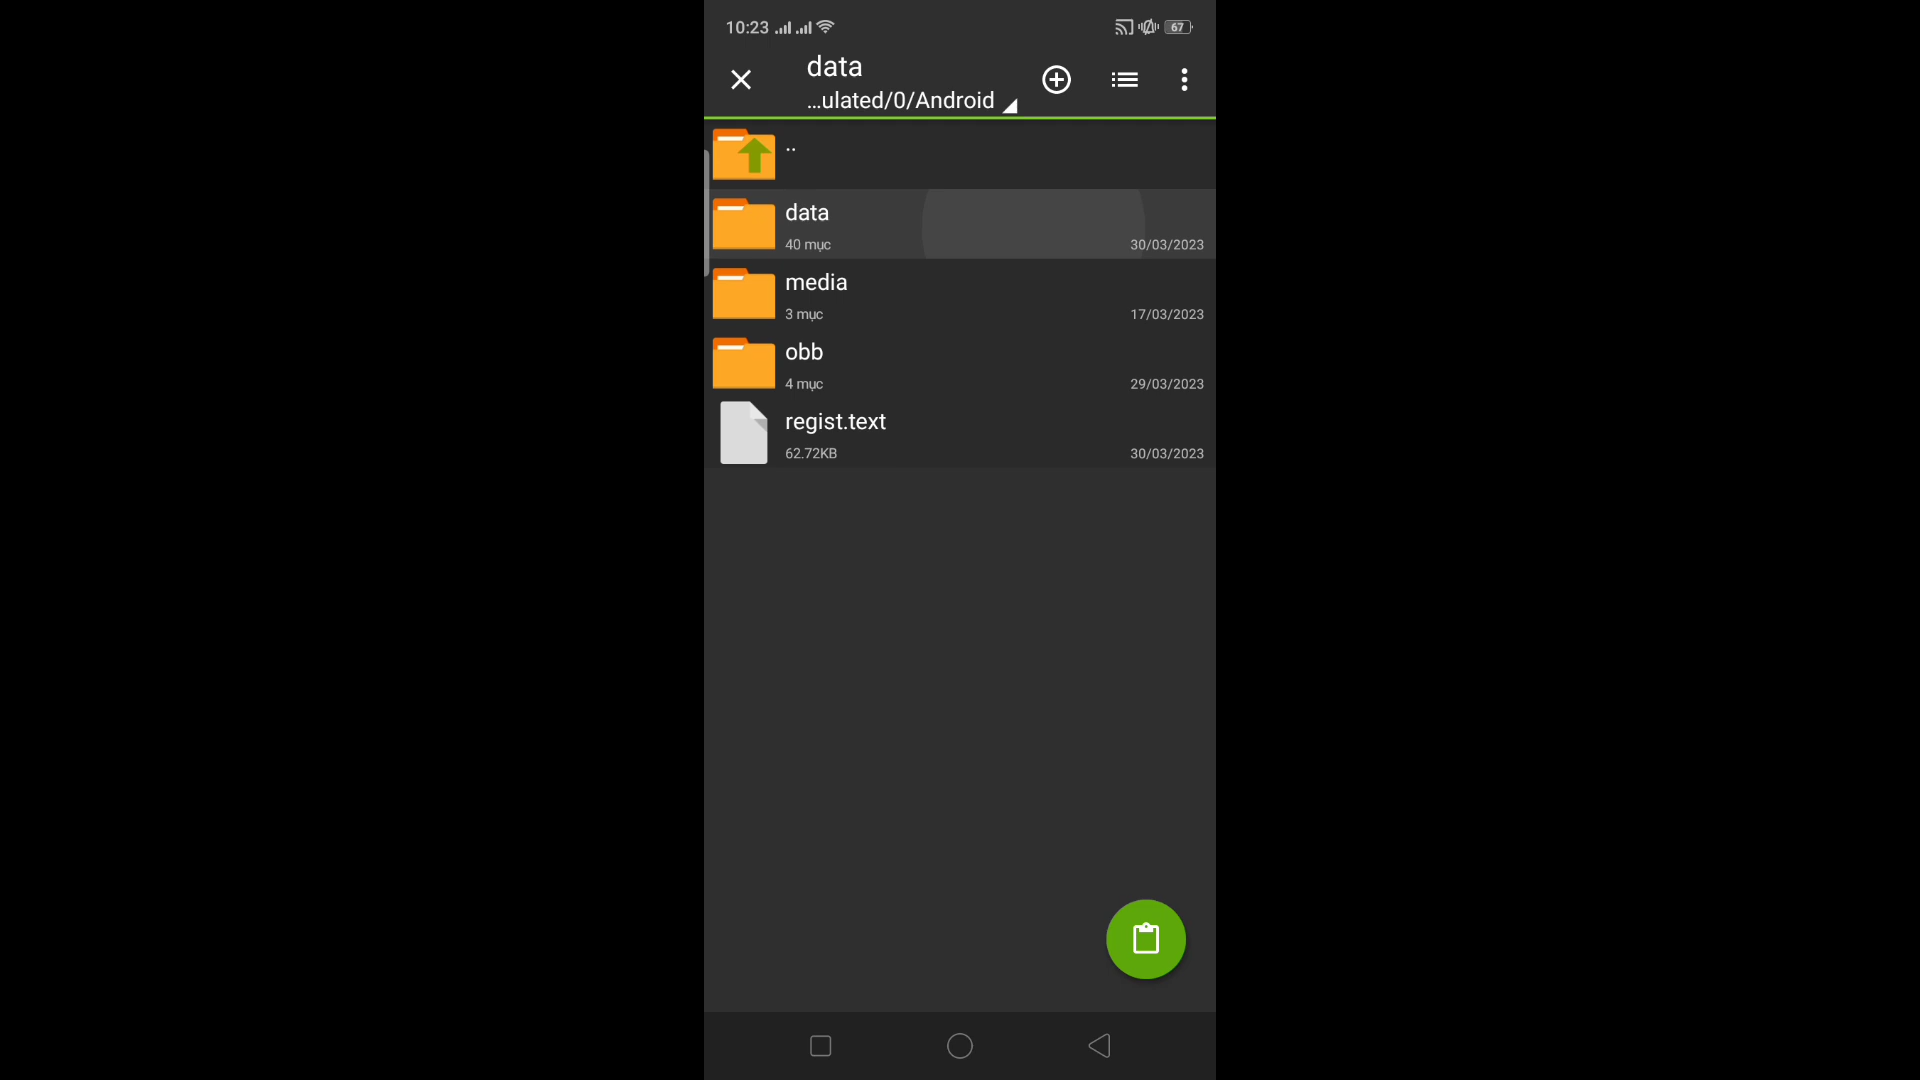 10:23
67
data
...ulated/0/Android
..
data
40 mục
30/03/2023
media
3 mục
17/03/2023
obb
4 mục
29/03/2023
regist.text
62.72KB
30/03/2023